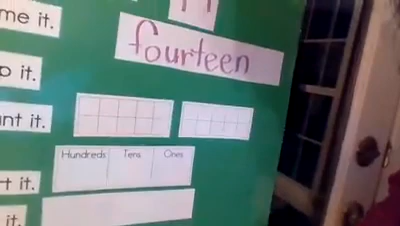 me it.
fourteen
it.
nt it.
Hundreds Tens Ones
t it.
it.